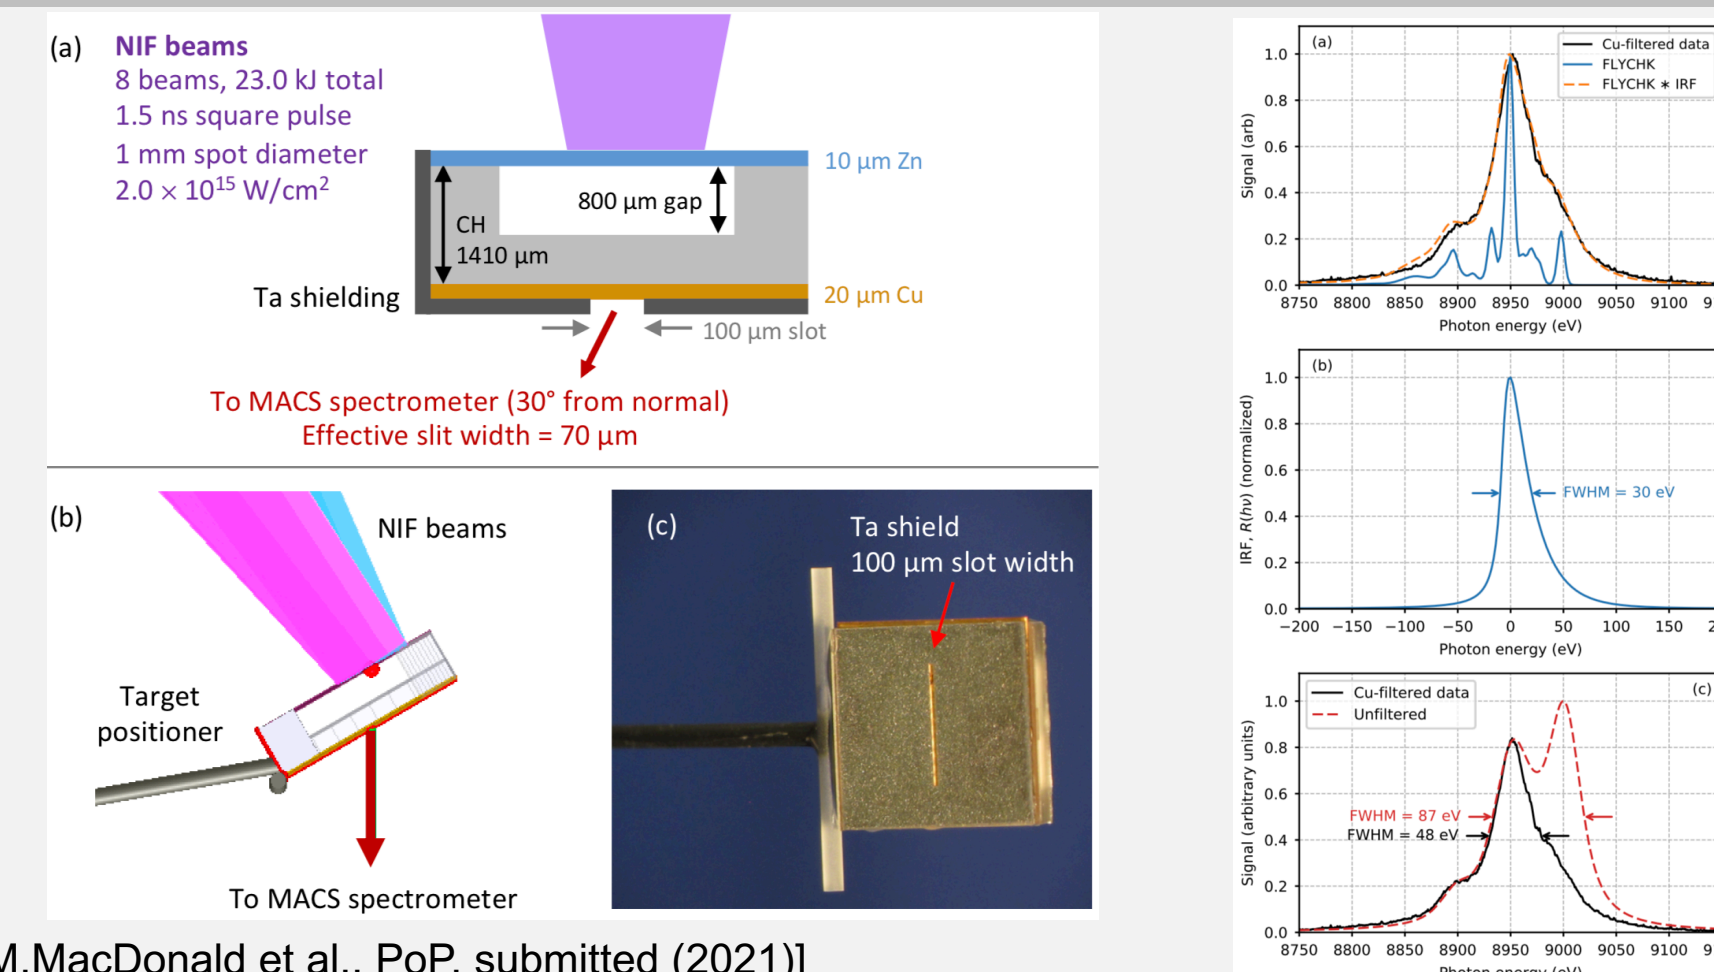 (a)
NIF beams
8 beams, 23.0 kJ total
1.5 ns square pulse
1 mm spot diameter
2.0 × 10¹⁵ W/cm²
10 µm Zn
800 µm gap
CH
1410 µm
Ta shielding
20 µm Cu
100 µm slot
To MACS spectrometer (30° from normal)
Effective slit width = 70 µm
(b)
NIF beams
Target
positioner
To MACS spectrometer
(c)
Ta shield
100 µm slot width
M.MacDonald et al., PoP, submitted (2021)]
(a)
Cu-filtered data
FLYCHK
FLYCHK ∗ IRF
Signal (arb)
1.0
0.8
0.6
0.4
0.2
0.0
8750 8800 8850 8900 8950 9000 9050 9100 9
Photon energy (eV)
(b)
IRF, R(hν) (normalized)
1.0
0.8
0.6
0.4
0.2
0.0
FWHM = 30 eV
−200 −150 −100 −50 0 50 100 150 2
Photon energy (eV)
(c)
Cu-filtered data
Unfiltered
Signal (arbitrary units)
1.0
0.8
0.6
0.4
0.2
0.0
FWHM = 87 eV
FWHM = 48 eV
8750 8800 8850 8900 8950 9000 9050 9100 9
Photon energy (eV)